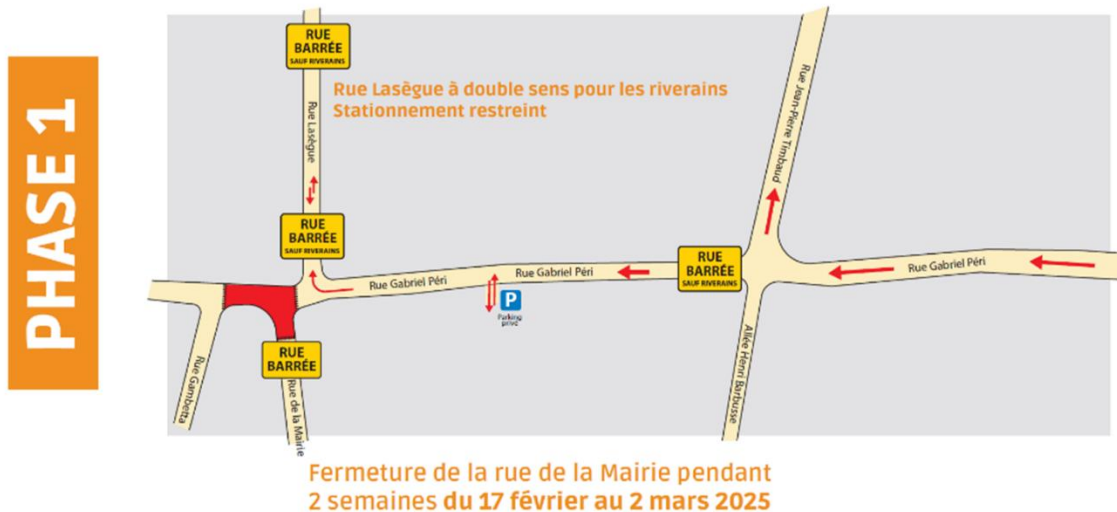 PHASE 1
RUE
BARRÉE
SAUF RIVERAINS
Rue Lasègue à double sens pour les riverains
Stationnement restreint
Rue Lasègue
Rue Jean-Pierre Timbaud
RUE
BARRÉE
SAUF RIVERAINS
RUE
BARRÉE
SAUF RIVERAINS
Rue Gabriel Péri
Rue Gabriel Péri
Rue Gabriel Péri
P
Parking
privé
RUE
BARRÉE
Rue Gambetta
Rue de la Mairie
Allée Henri Barbusse
Fermeture de la rue de la Mairie pendant
2 semaines du 17 février au 2 mars 2025